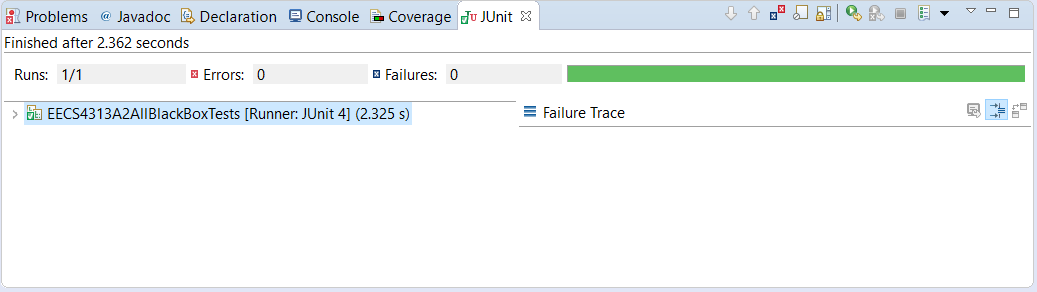 Problems @ Javadoc Declaration Console Coverage JU JUnit
Finished after 2.362 seconds
Runs: 1/1 Errors: 0 Failures: 0
EECS4313A2AllBlackBoxTests [Runner: JUnit 4] (2.325 s) Failure Trace